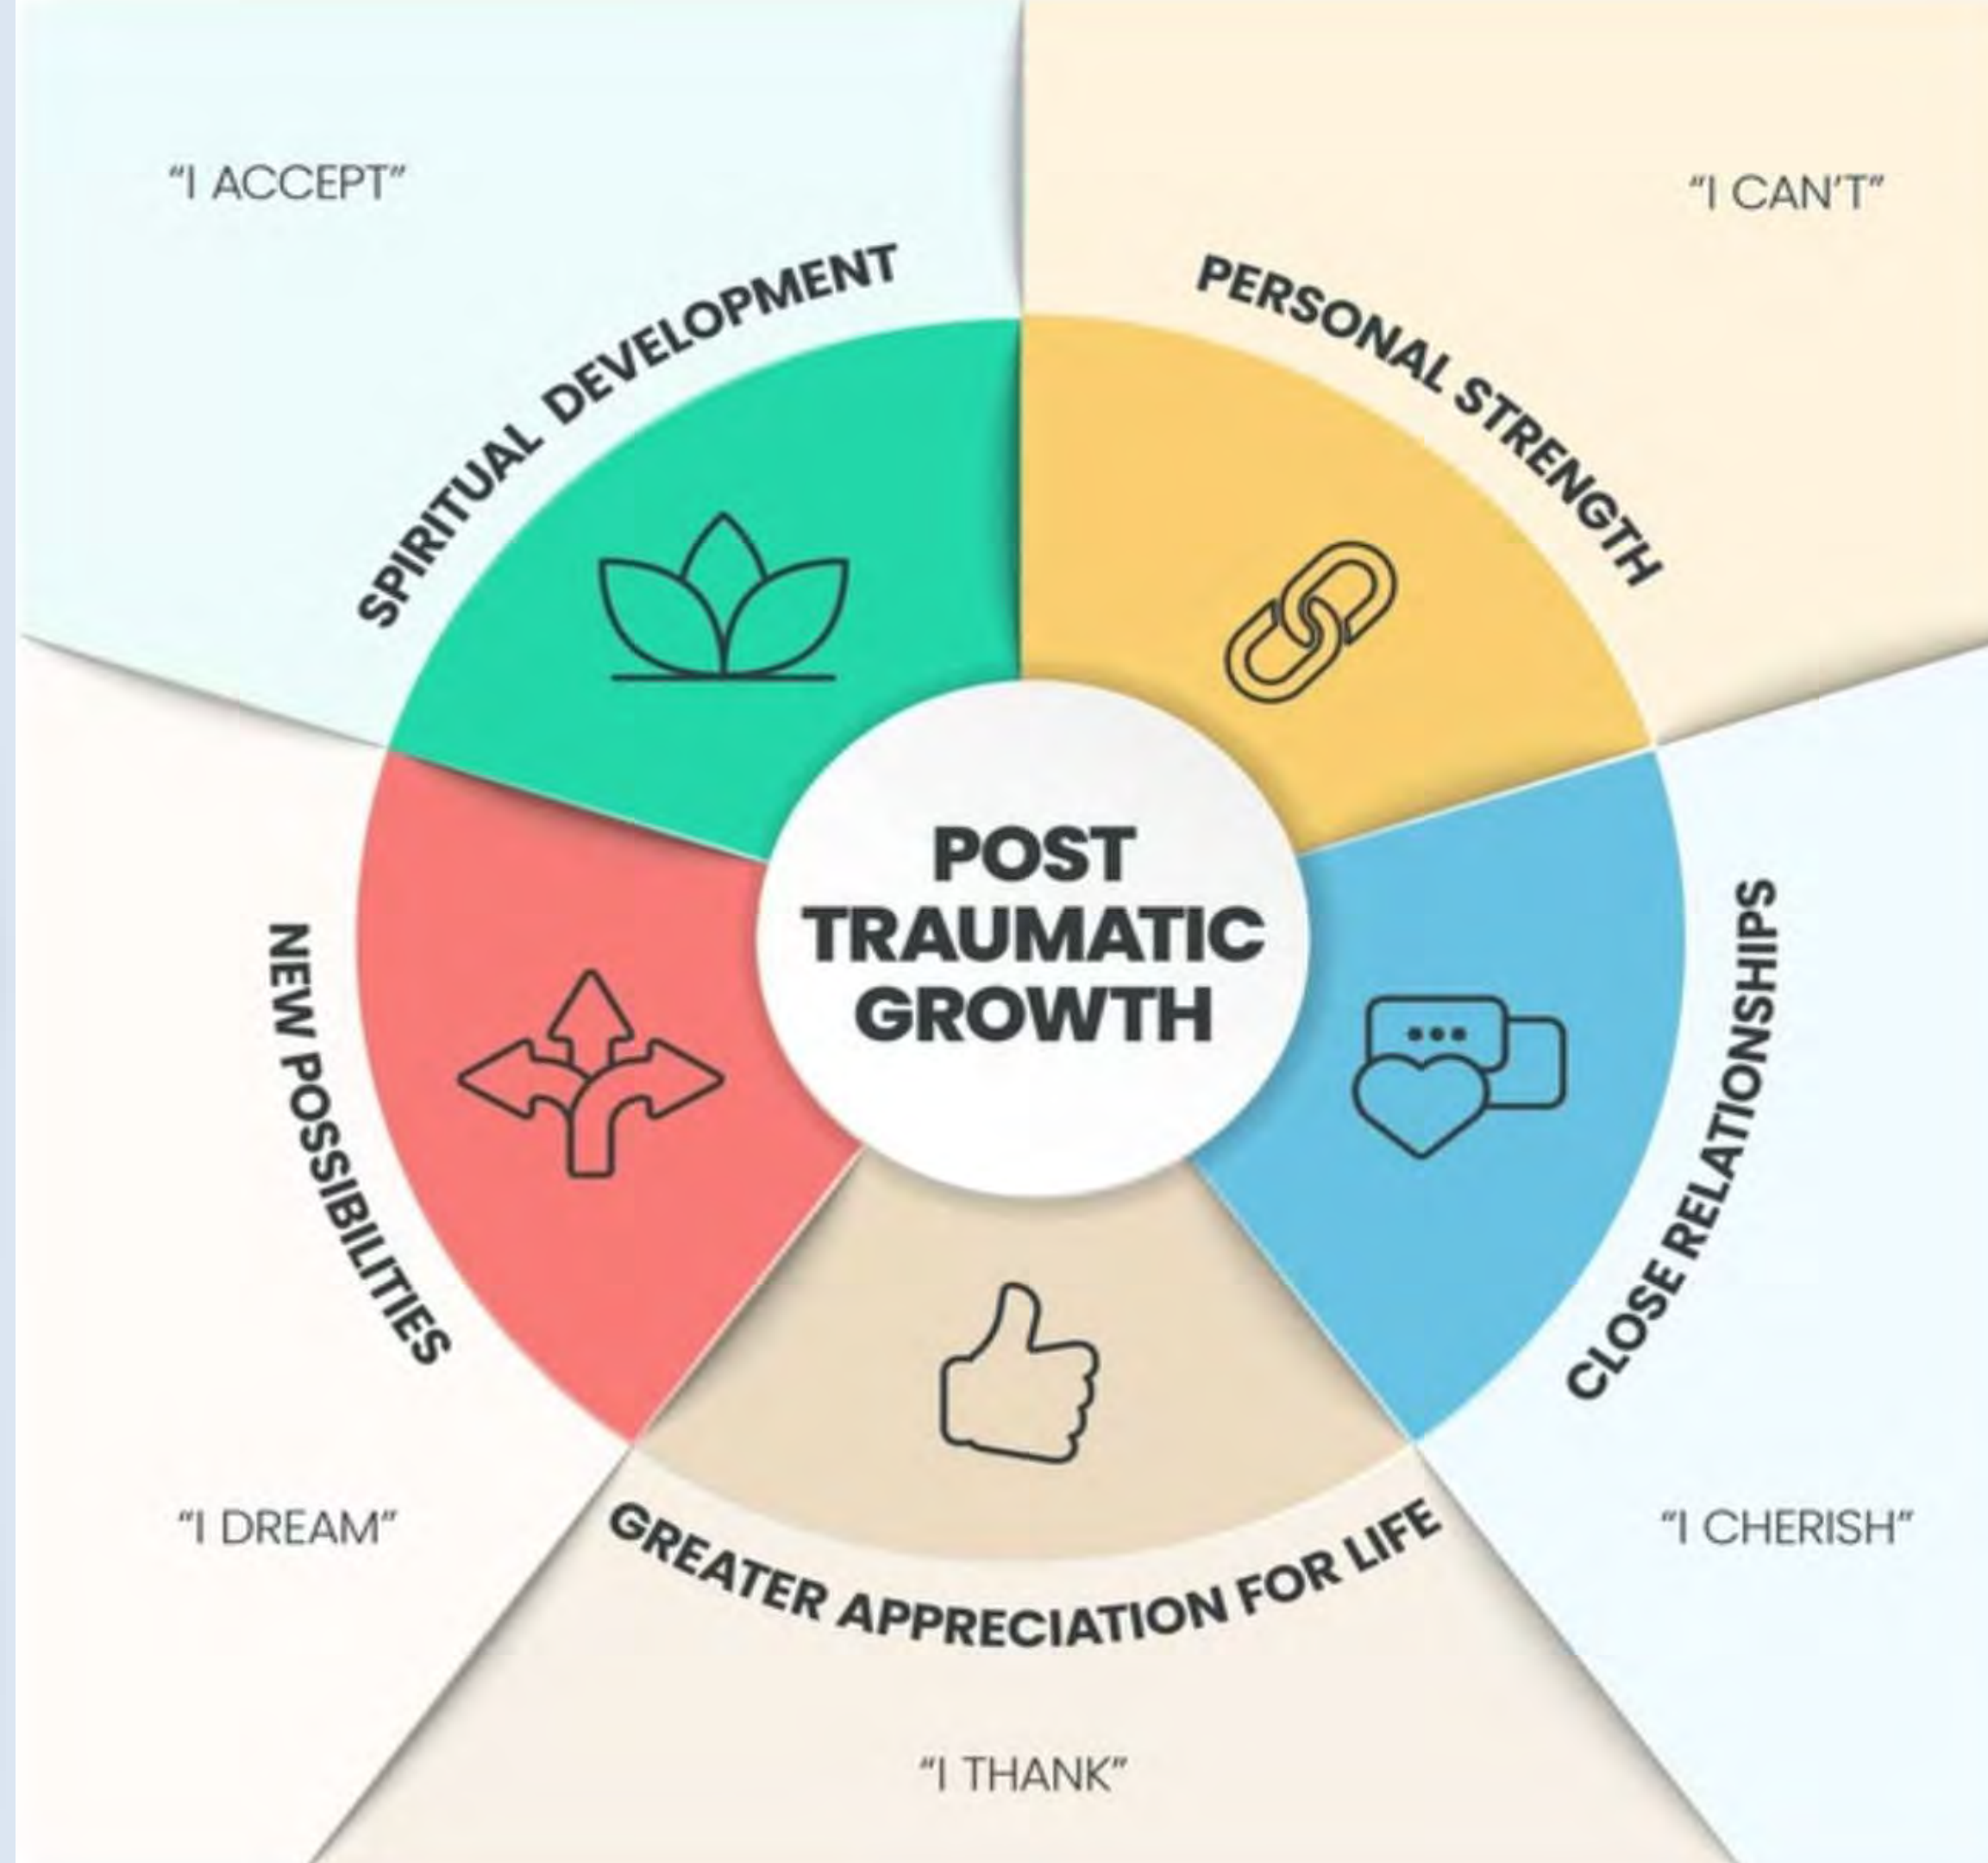 “I ACCEPT”
“I CAN’T”
SPIRITUAL DEVELOPMENT
PERSONAL STRENGTH
POST
TRAUMATIC
GROWTH
NEW POSSIBILITIES
CLOSE RELATIONSHIPS
“I DREAM”
“I CHERISH”
GREATER APPRECIATION FOR LIFE
“I THANK”